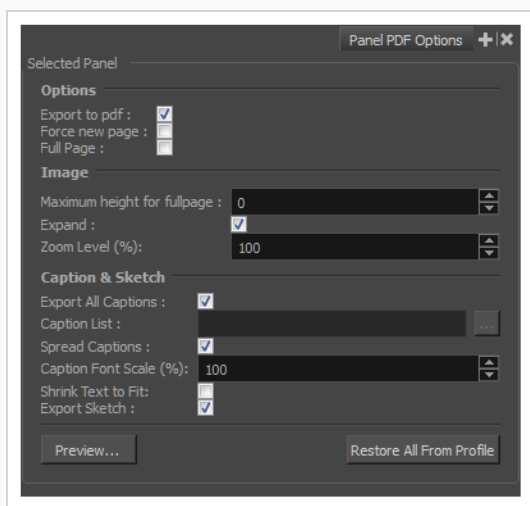 Panel PDF Options
Selected Panel
Options
Export to pdf :
Force new page :
Full Page :
Image
Maximum height for fullpage : 0
Expand :
Zoom Level (%): 100
Caption & Sketch
Export All Captions :
Caption List : ...
Spread Captions :
Caption Font Scale (%): 100
Shrink Text to Fit:
Export Sketch :
Preview... Restore All From Profile